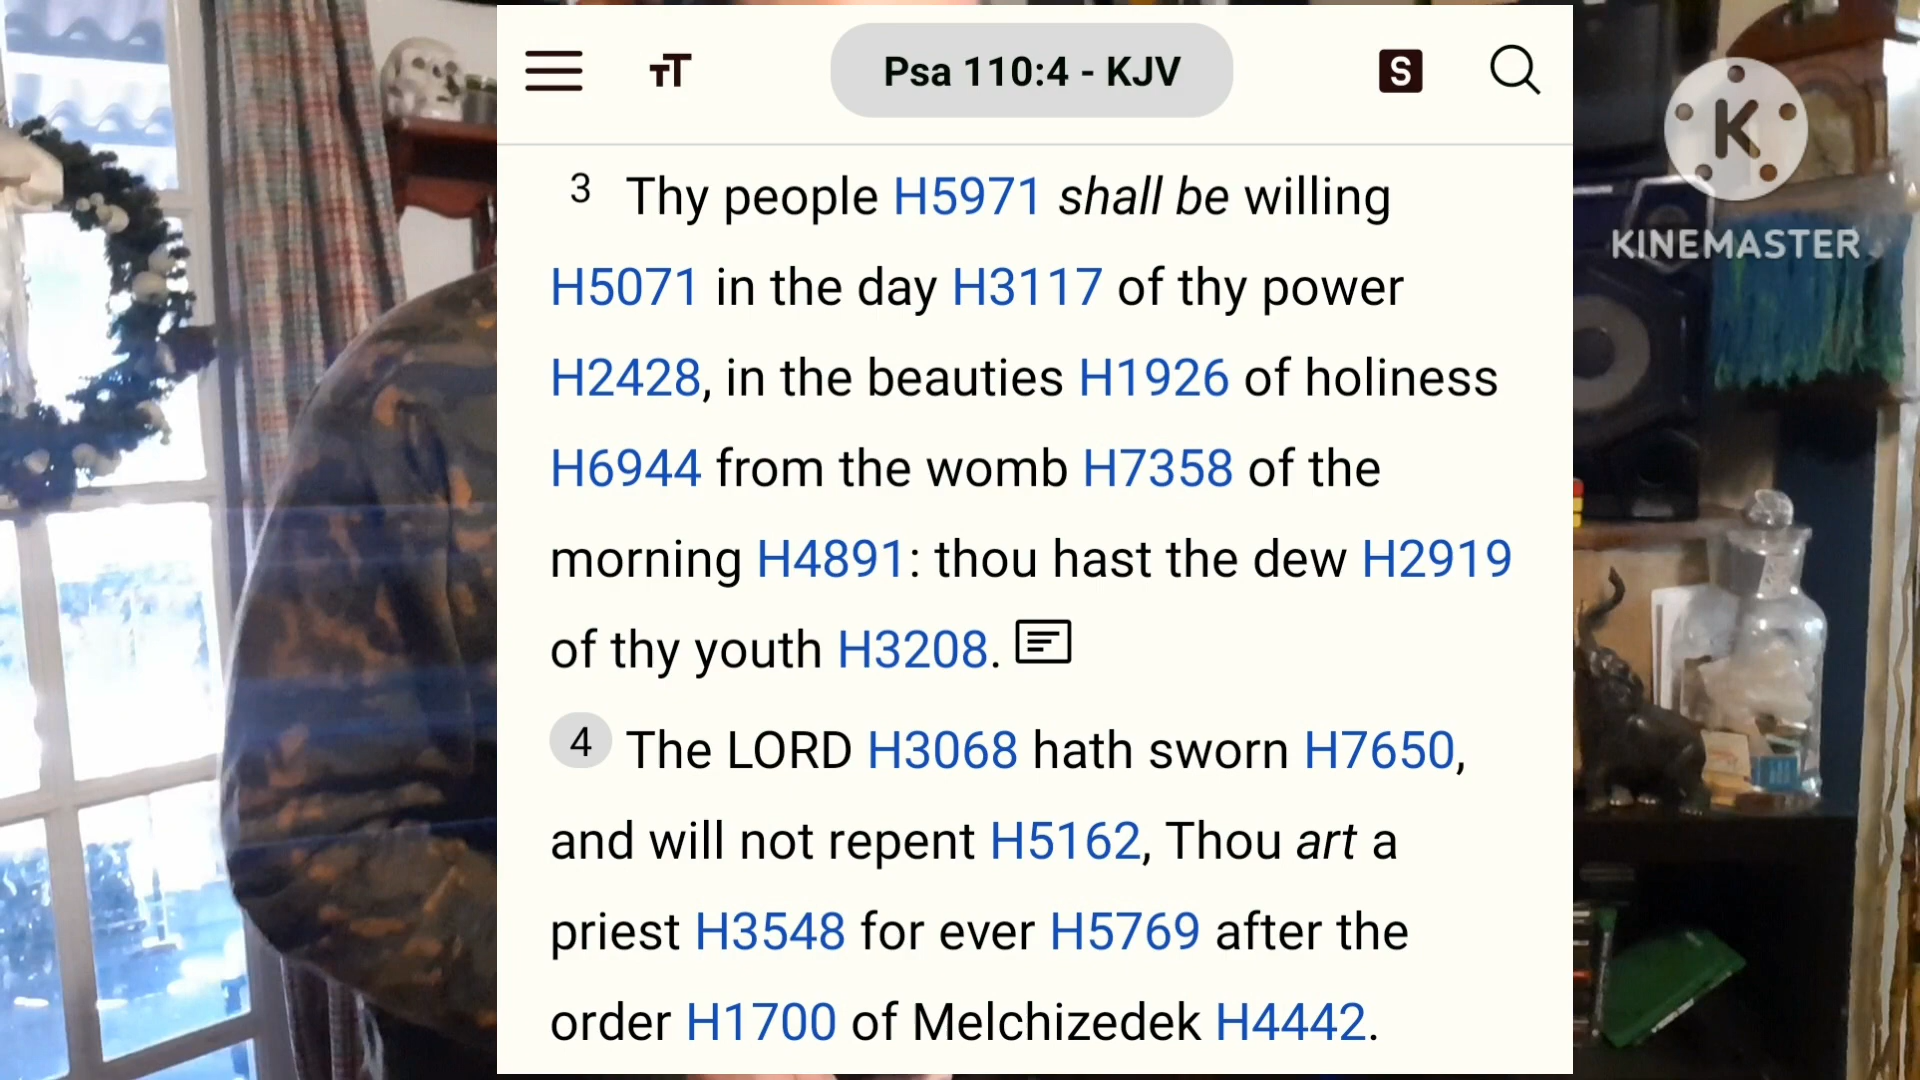 Psa 110:4 - KJV
S
K
KINEMASTER
3 Thy people H5971 shall be willing
H5071 in the day H3117 of thy power
H2428, in the beauties H1926 of holiness
H6944 from the womb H7358 of the
morning H4891: thou hast the dew H2919
of thy youth H3208.
4 The LORD H3068 hath sworn H7650,
and will not repent H5162, Thou art a
priest H3548 for ever H5769 after the
order H1700 of Melchizedek H4442.